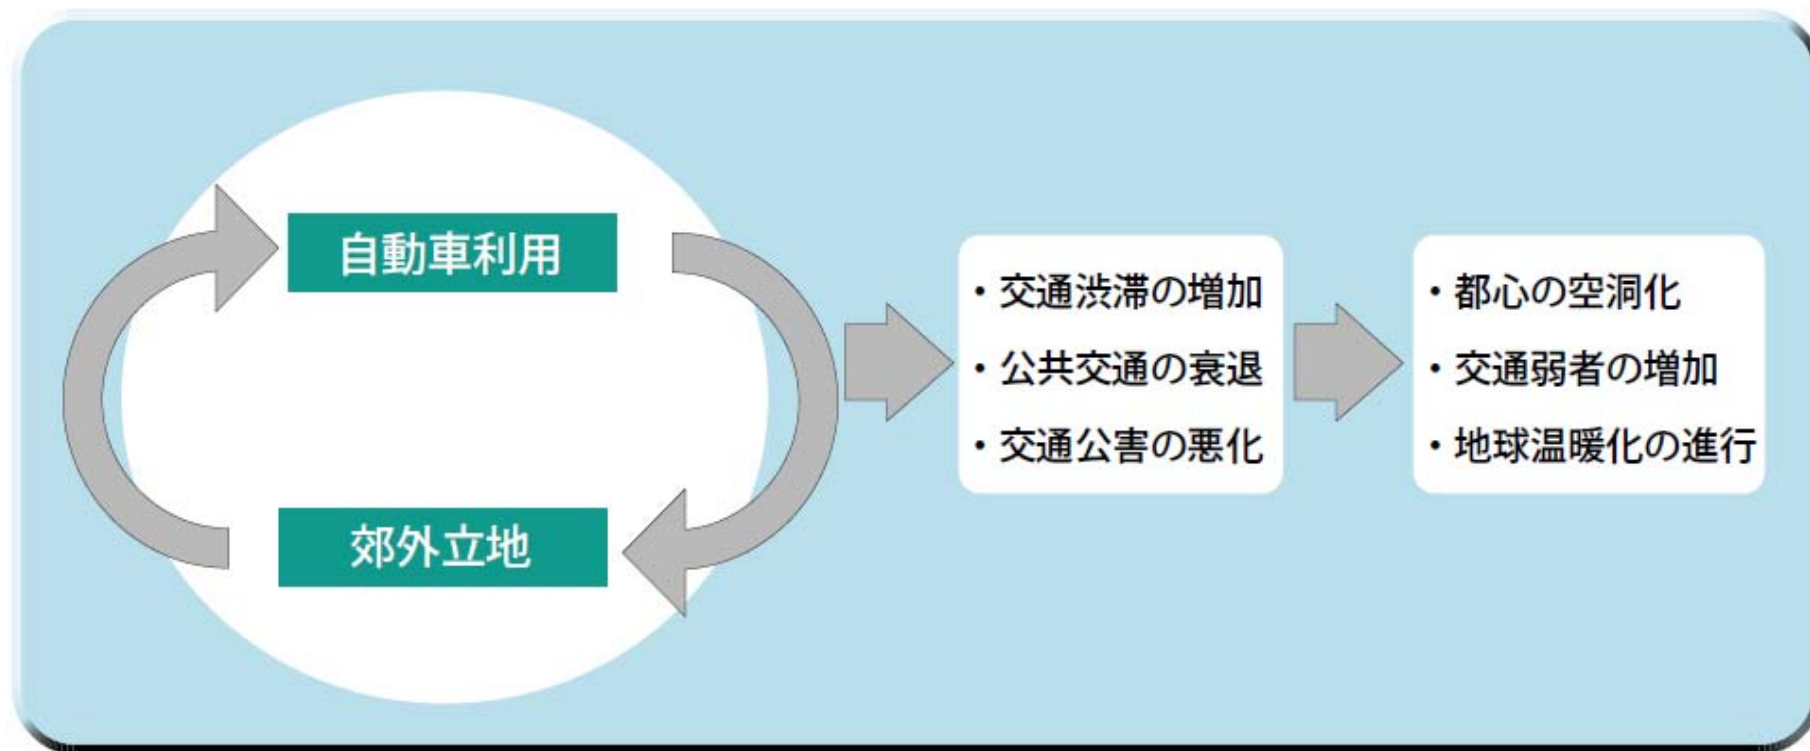 自動車利用
郊外立地
・交通渋滞の増加
・公共交通の衰退
・交通公害の悪化
・都心の空洞化
・交通弱者の増加
・地球温暖化の進行